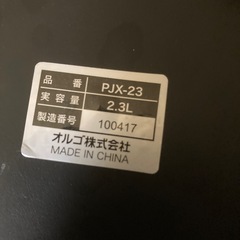 品 番 PJX-23
実 容 量 2.3L
製造番号 100417
オルゴ株式会社
MADE IN CHINA